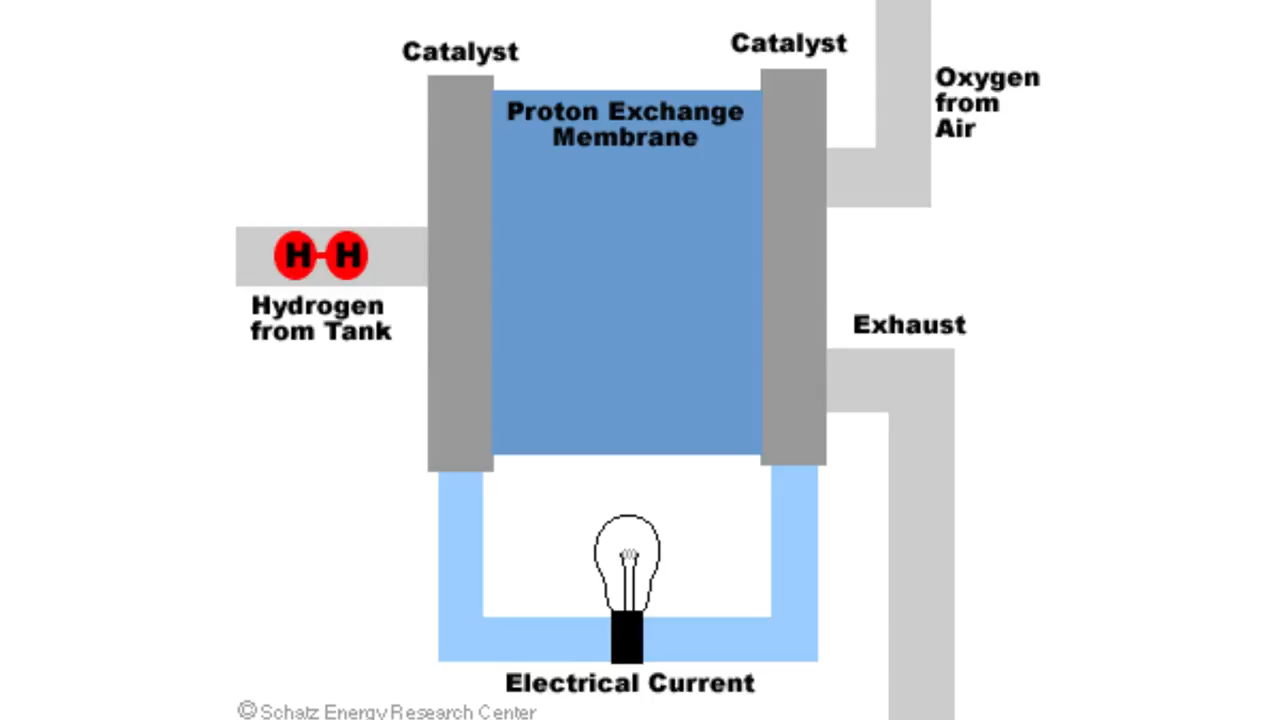 Catalyst
Catalyst
Oxygen
from
Air
Proton Exchange
Membrane
H-H
Hydrogen
from Tank
Exhaust
Electrical Current
© Schatz Energy Research Center